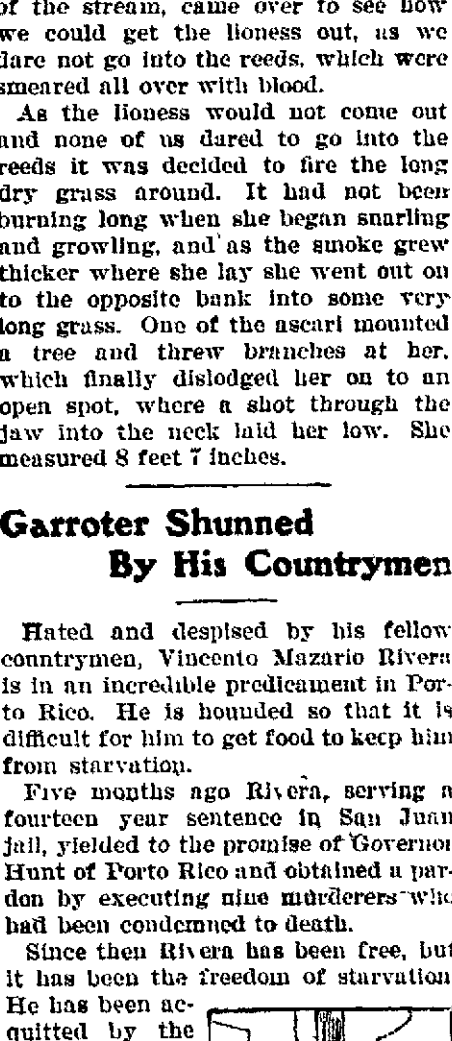 of the stream, came over to see how
we could get the lioness out, as we
dare not go into the reeds, which were
smeared all over with blood.
As the lioness would not come out
and none of us dared to go into the
reeds it was decided to fire the long
dry grass around. It had not been
burning long when she began snarling
and growling, and as the smoke grew
thicker where she lay she went out on
to the opposite bank into some very
long grass. One of the ascari mounted
a tree and threw branches at her,
which finally dislodged her on to an
open spot, where a shot through the
jaw into the neck laid her low. She
measured 8 feet 7 inches.
Garroter Shunned
By His Countrymen
Hated and despised by his fellow
countrymen, Vincento Mazario Rivera
is in an incredible predicament in Por-
to Rico. He is hounded so that it is
difficult for him to get food to keep him
from starvation.
Five months ago Rivera, serving a
fourteen year sentence in San Juan
jail, yielded to the promise of Governor
Hunt of Porto Rico and obtained a par-
don by executing nine murderers who
had been condemned to death.
Since then Rivera has been free, but
it has been the freedom of starvation
He has been ac-
quitted by the